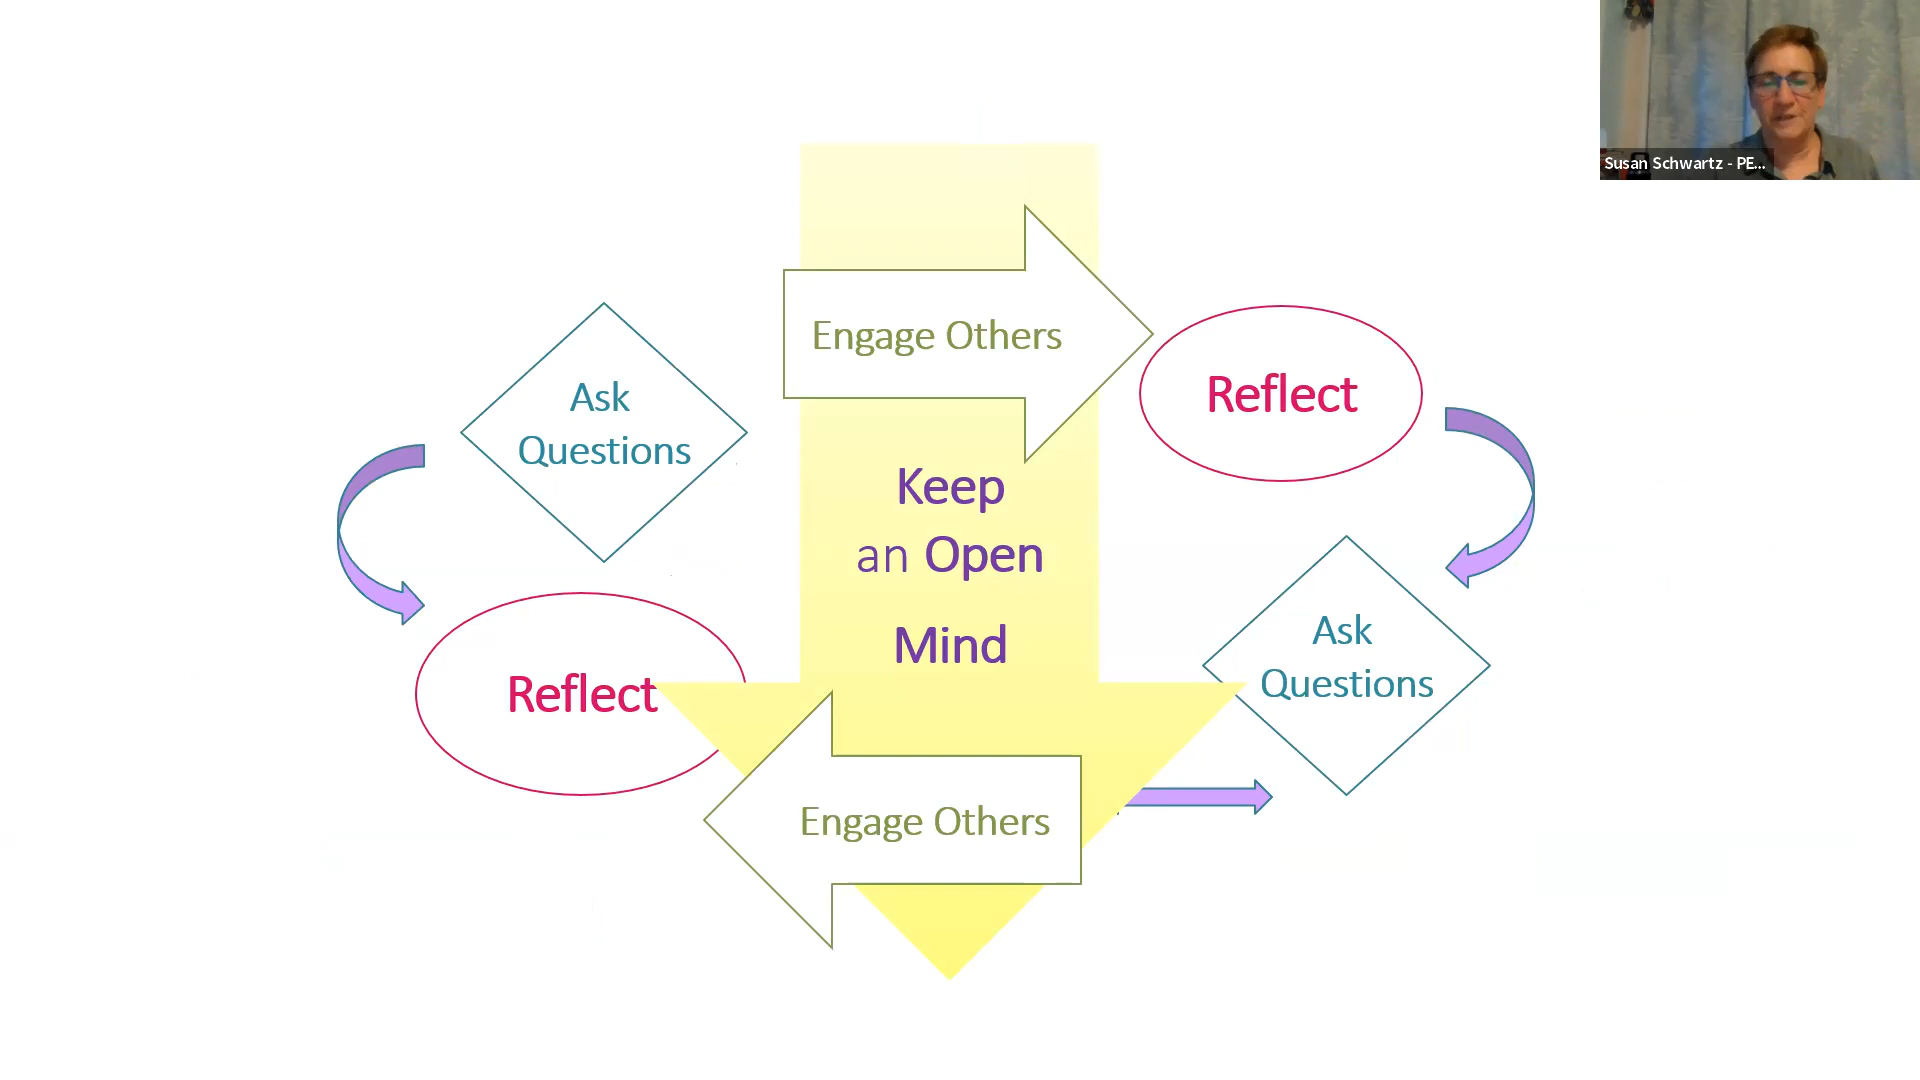 Susan Schwartz - PE...
Engage Others
Ask
Questions
Reflect
Keep
an Open
Mind
Reflect
Ask
Questions
Engage Others